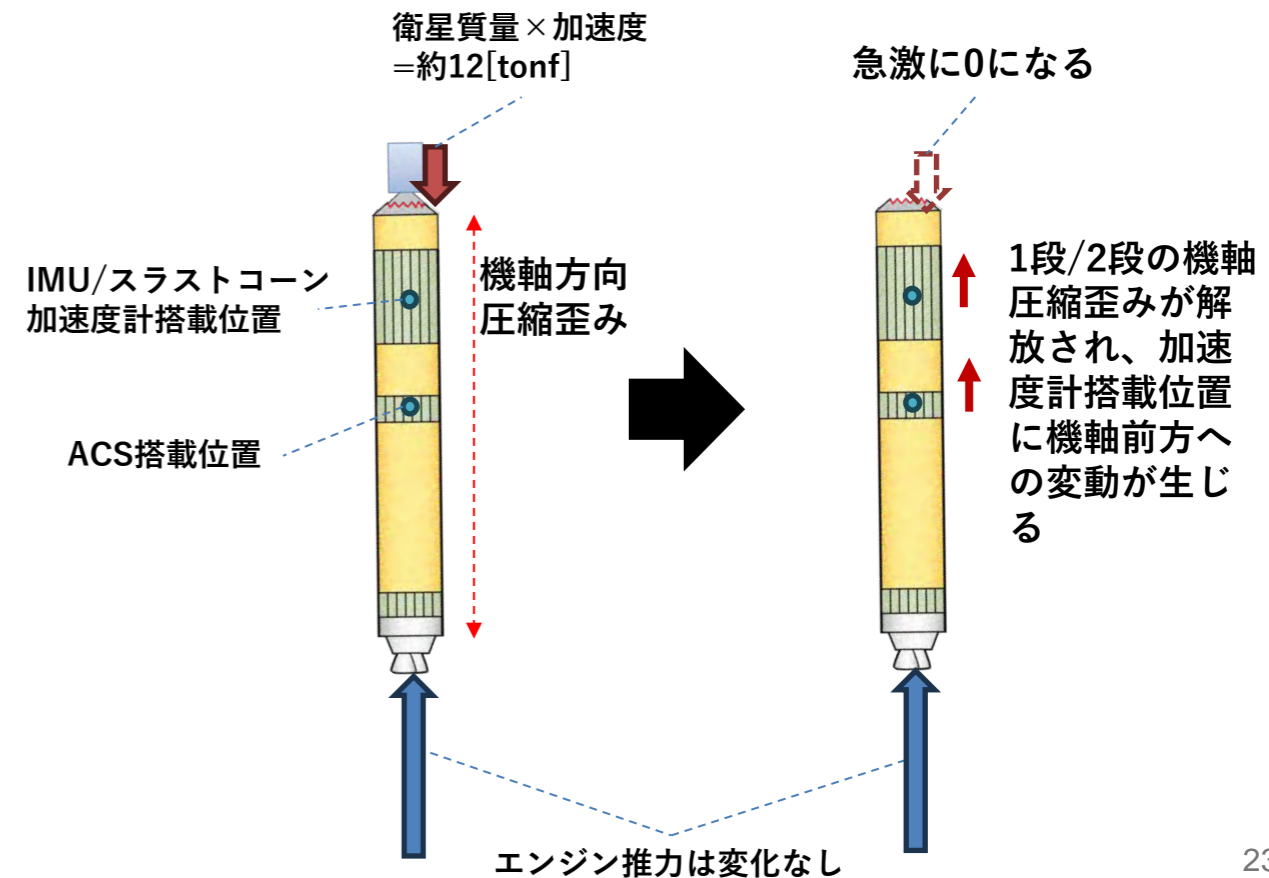 衛星質量×加速度
=約12[tonf]
急激に0になる
IMU/スラストコーン
加速度計搭載位置
機軸方向
圧縮歪み
ACS搭載位置
1段/2段の機軸
圧縮歪みが解
放され、加速
度計搭載位置
に機軸前方へ
の変動が生じ
る
エンジン推力は変化なし
23